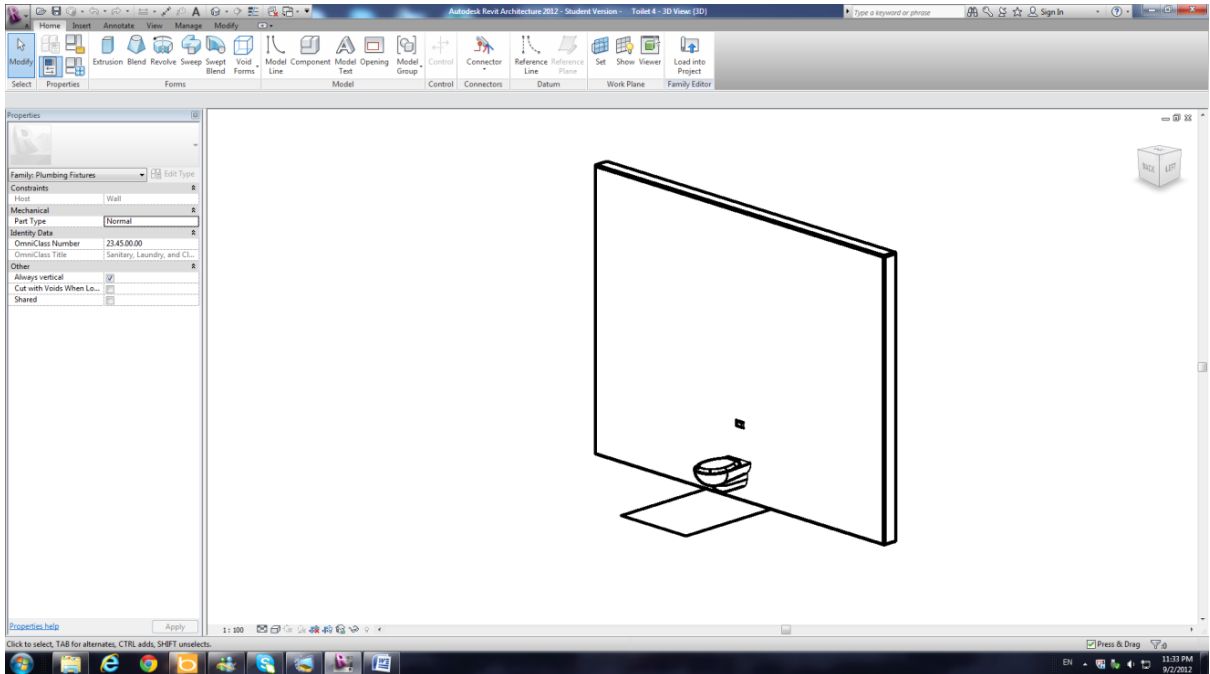 Autodesk Revit Architecture 2012 - Student Version - Toilet 4 - 3D View: {3D}
Type a keyword or phrase
Sign In
Home Insert Annotate View Manage Modify
Modify
Extrusion Blend Revolve Sweep Swept Blend Void Forms
Model Line Component Model Text Opening Model Group
Control Connector
Reference Line Reference Plane
Set Show Viewer
Load into Project
Select Properties Forms Model Control Connectors Datum Work Plane Family Editor
Properties
Family: Plumbing Fixtures Edit Type
Constraints
Host Wall
Mechanical
Part Type Normal
Identity Data
OmniClass Number 23.45.00.00
OmniClass Title Sanitary, Laundry, and Cl...
Other
Always vertical
Cut with Voids When Lo...
Shared
BACK LEFT
Properties help Apply
1 : 100
Click to select, TAB for alternates, CTRL adds, SHIFT unselects.
Press & Drag :0
EN 11:33 PM
9/2/2012